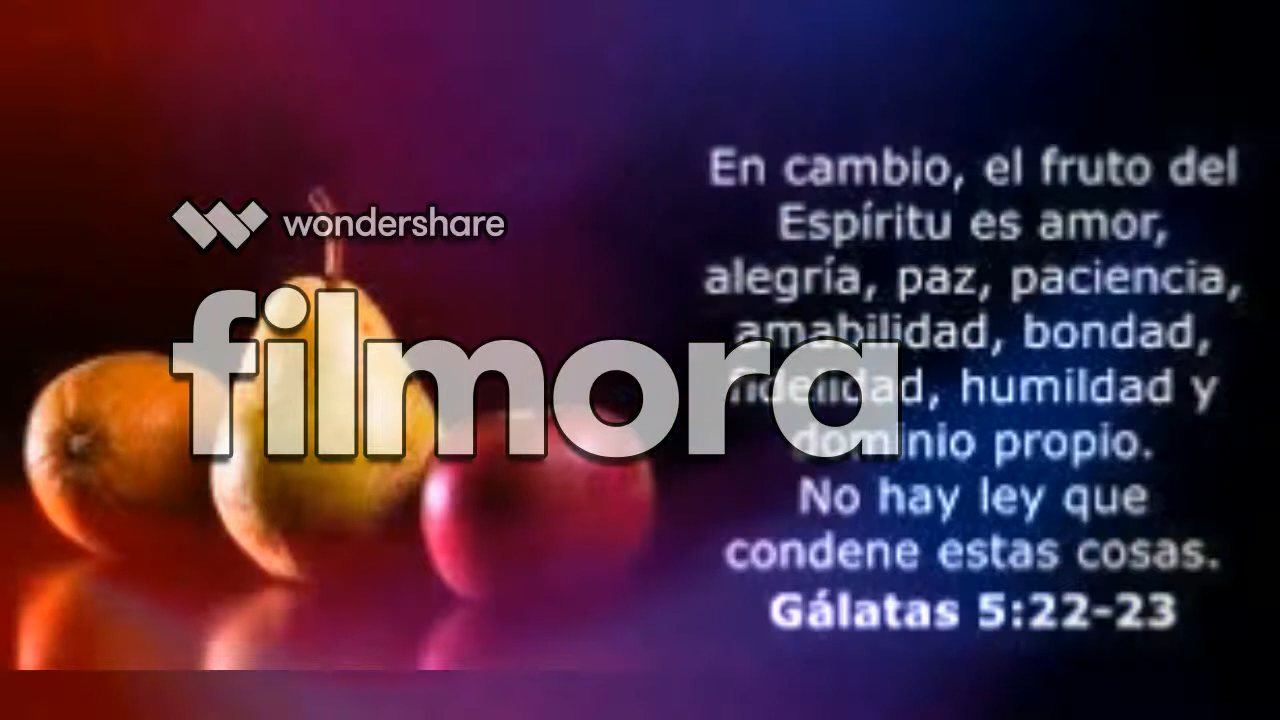 wondershare
filmora
En cambio, el fruto del
Espíritu es amor,
alegría, paz, paciencia,
amabilidad, bondad,
fidelidad, humildad y
dominio propio.
No hay ley que
condene estas cosas.
Gálatas 5:22-23